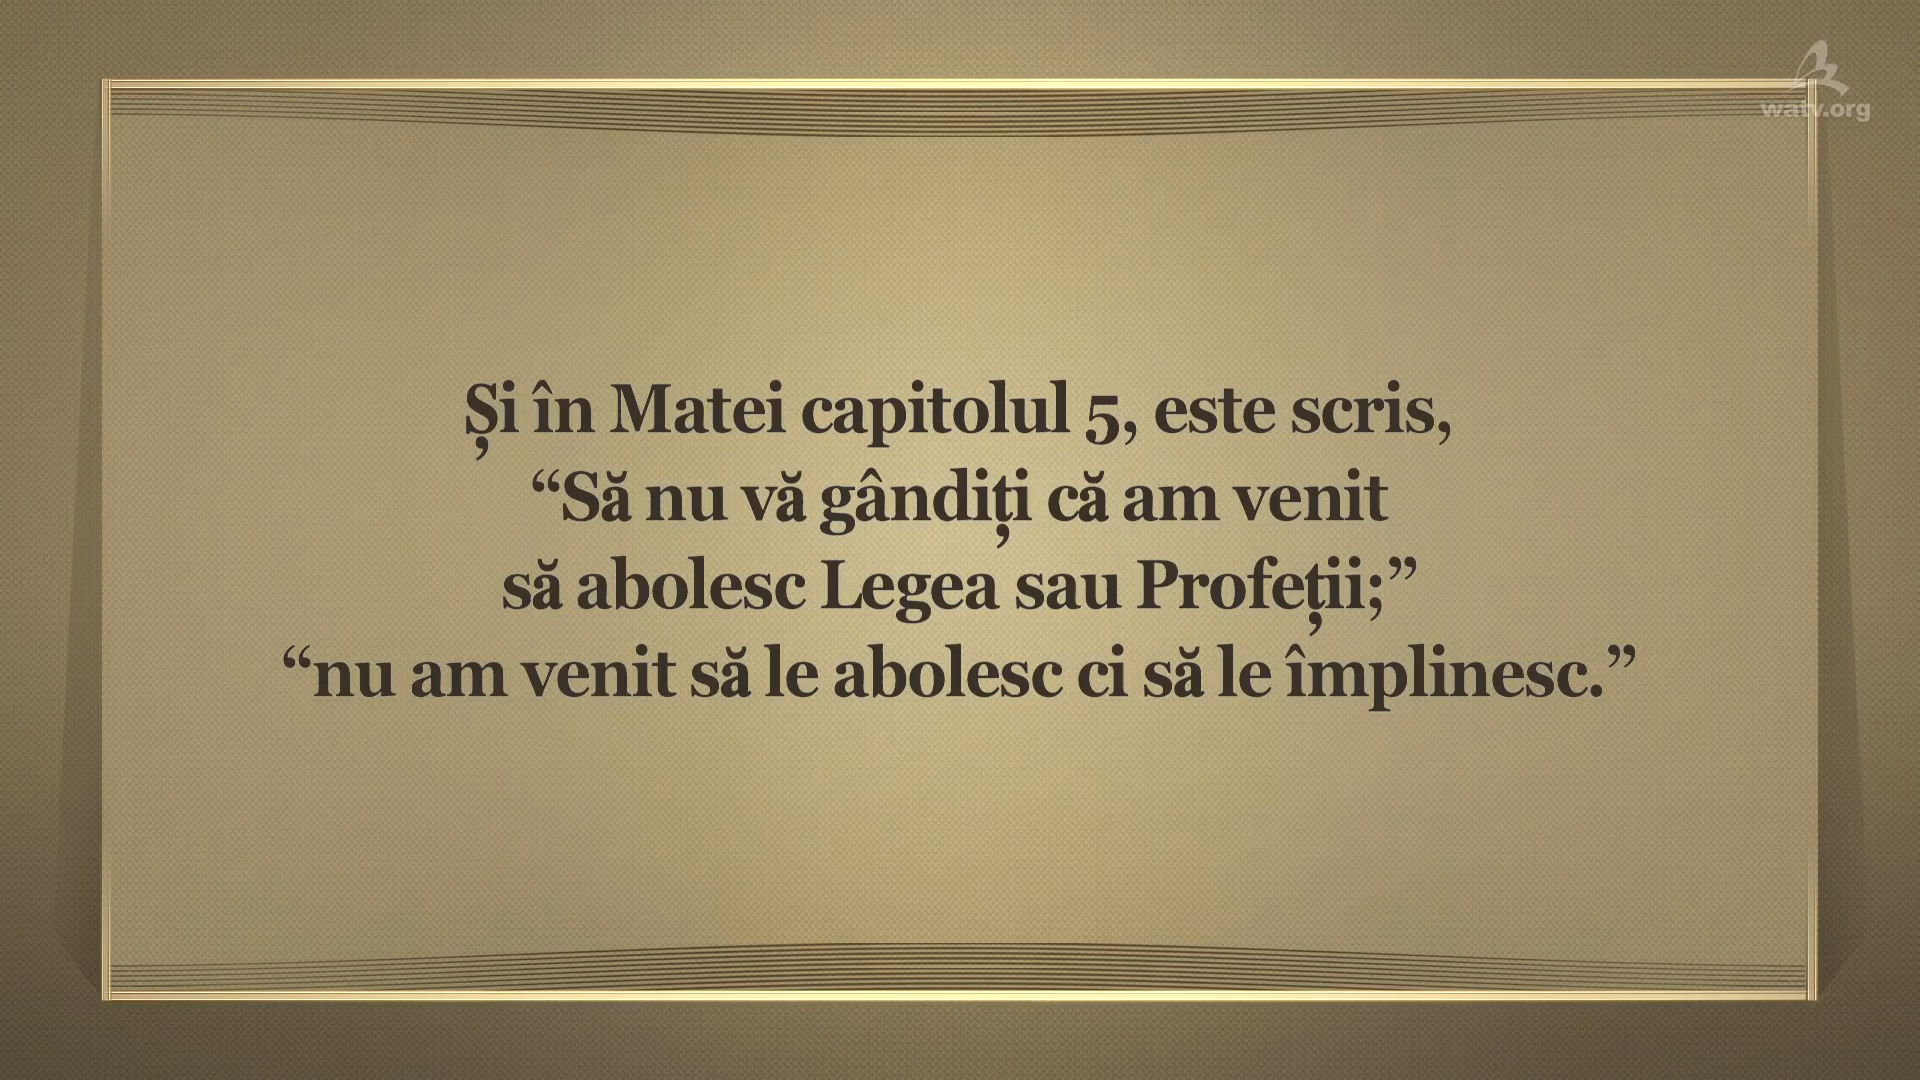 watv.org
Și în Matei capitolul 5, este scris,
“Să nu vă gândiți că am venit
să abolesc Legea sau Profeții;”
“nu am venit să le abolesc ci să le împlinesc.”